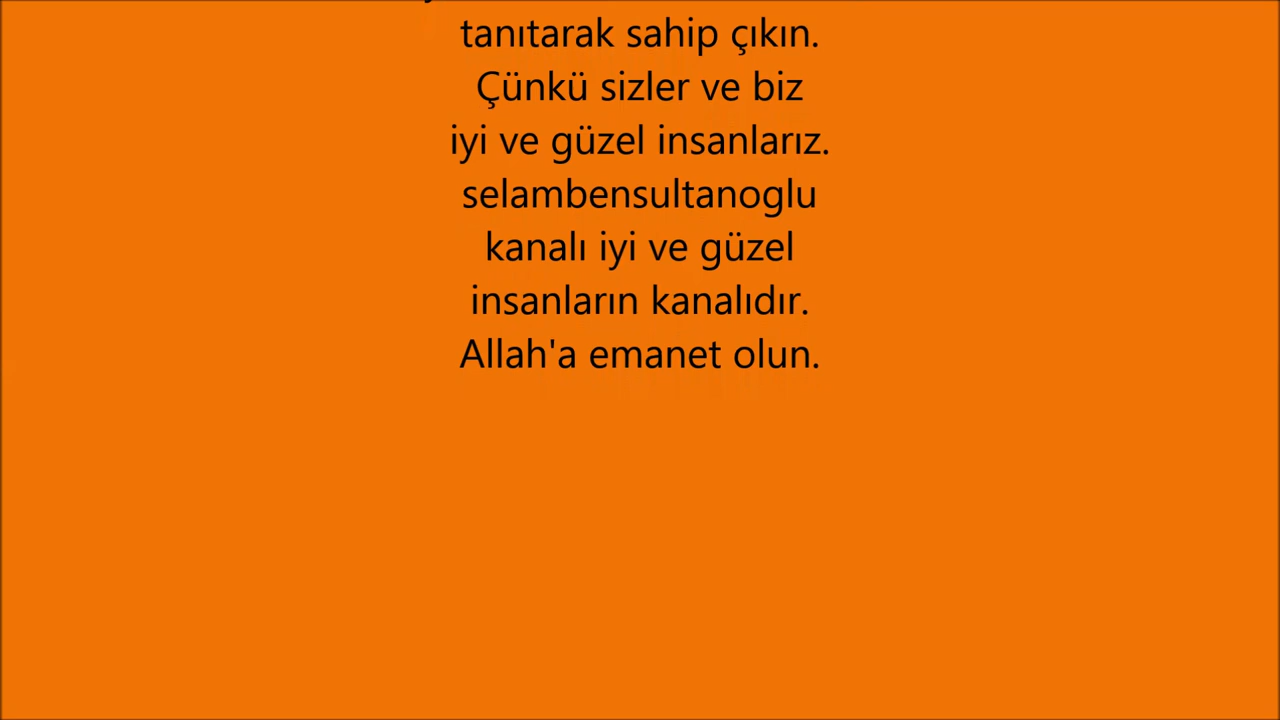 tanıtarak sahip çıkın.
Çünkü sizler ve biz
iyi ve güzel insanlarız.
selambensultanoglu
kanalı iyi ve güzel
insanların kanalıdır.
Allah'a emanet olun.